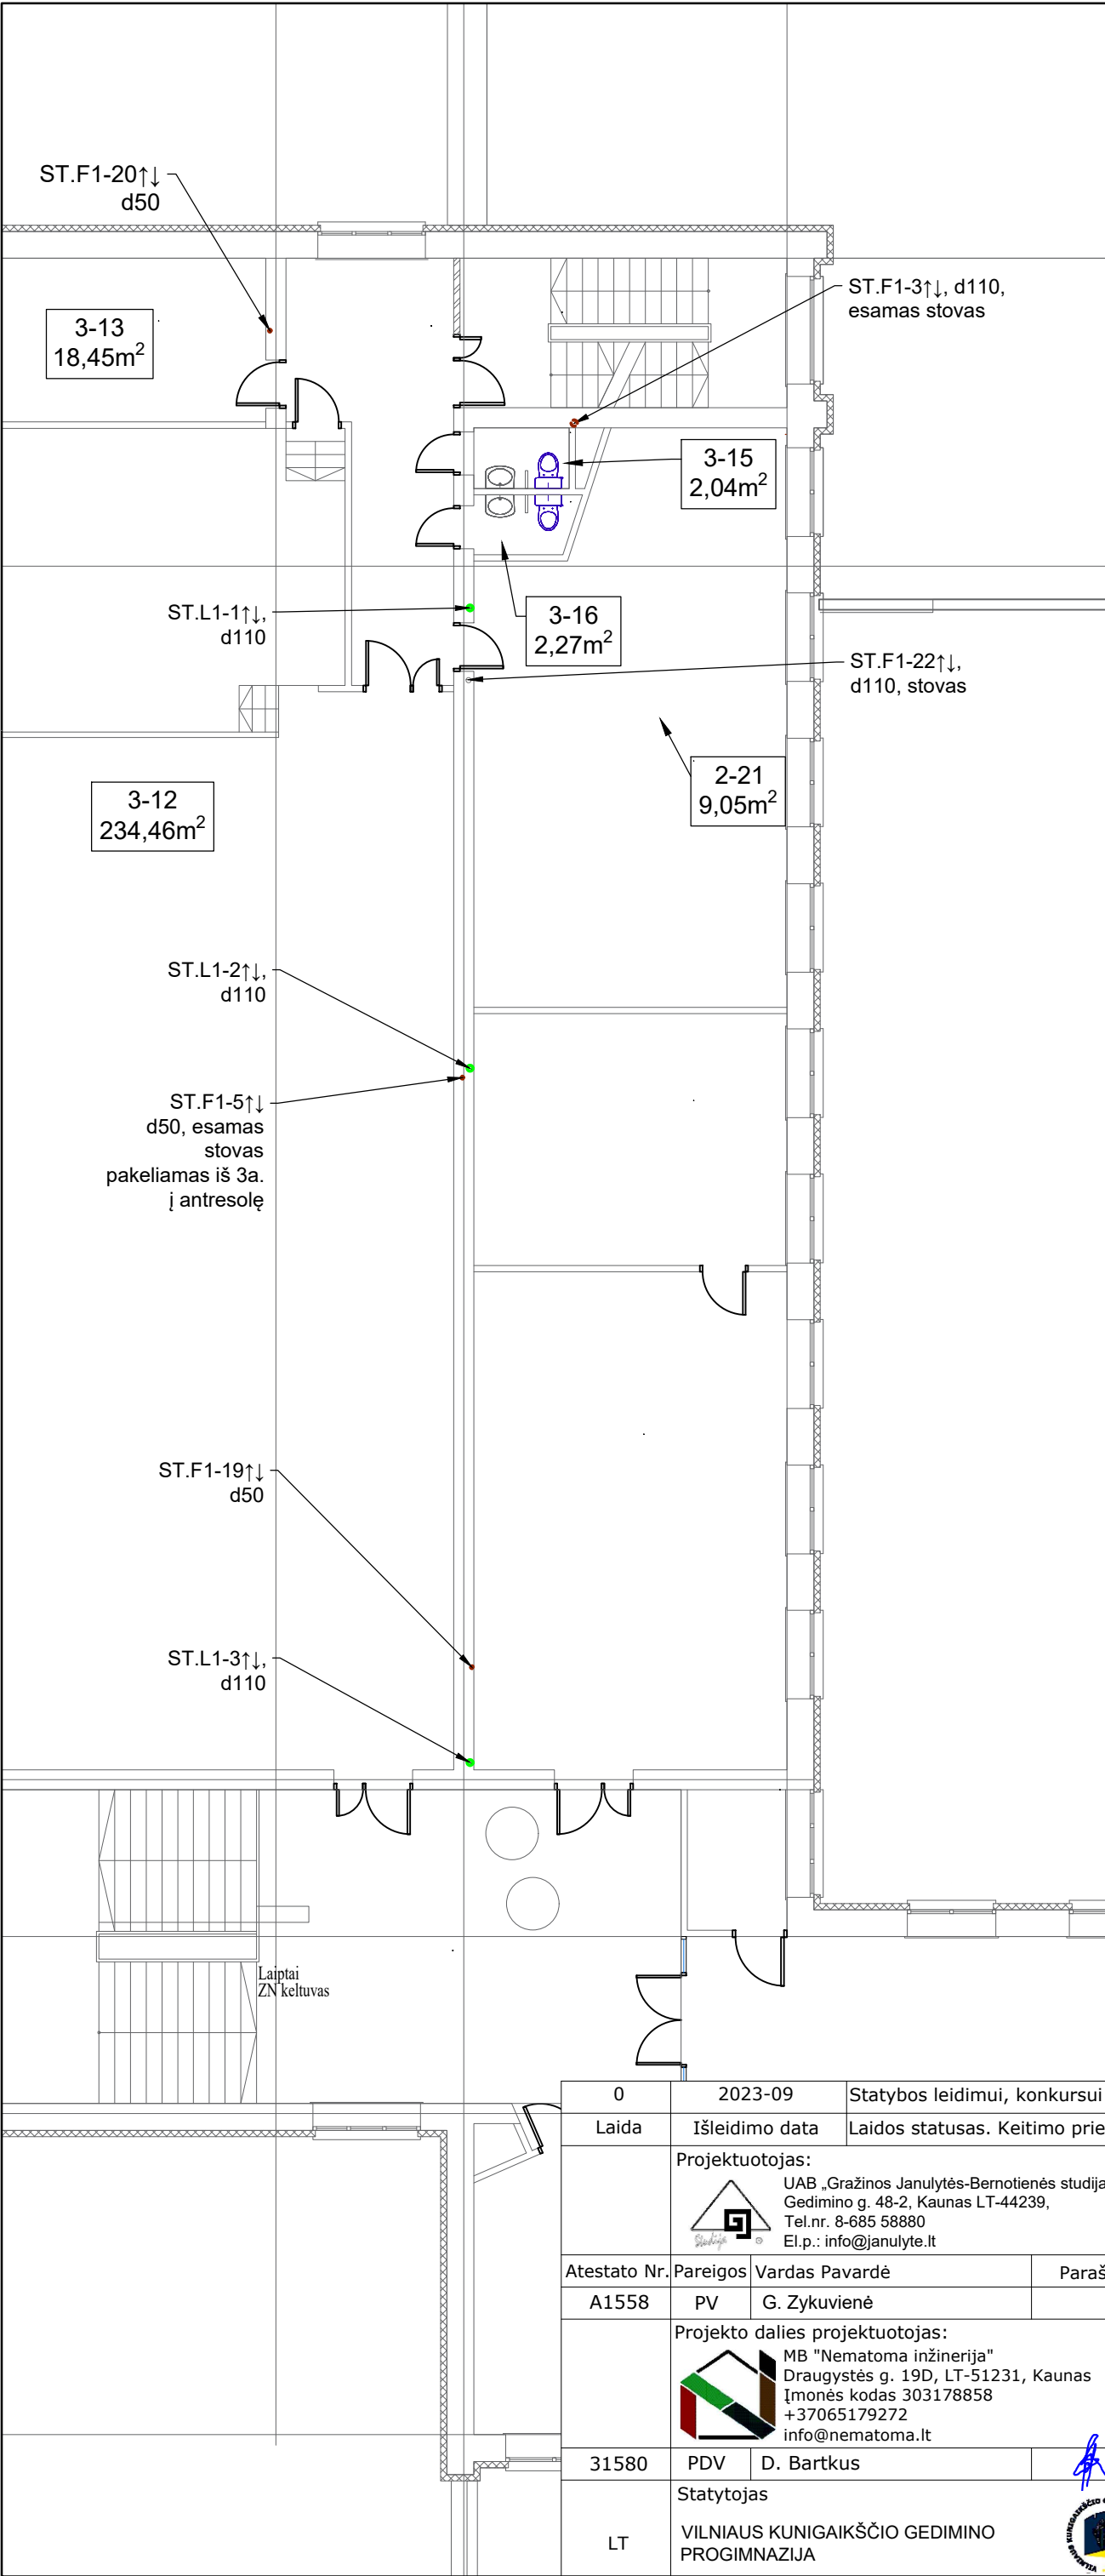 ST.F1-20↑↓
d50
3-13
18,45m²
ST.F1-3↑↓, d110,
esamas stovas
3-15
2,04m²
ST.L1-1↑↓,
d110
3-16
2,27m²
ST.F1-22↑↓,
d110, stovas
2-21
9,05m²
3-12
234,46m²
ST.L1-2↑↓,
d110
ST.F1-5↑↓
d50, esamas
stovas
pakeliamas iš 3a.
į antresolę
ST.F1-19↑↓
d50
ST.L1-3↑↓,
d110
Laiptai
ZN keltuvas
0 2023-09 Statybos leidimui, konkursui
Laida Išleidimo data Laidos statusas. Keitimo prie
Projektuotojas:
UAB „Gražinos Janulytės-Bernotienės studija
Gedimino g. 48-2, Kaunas LT-44239,
Tel.nr. 8-685 58880
El.p.: info@janulyte.lt
Studija
Atestato Nr. Pareigos Vardas Pavardė Paraš
A1558 PV G. Zykuvienė
Projekto dalies projektuotojas:
MB "Nematoma inžinerija"
Draugystės g. 19D, LT-51231, Kaunas
Įmonės kodas 303178858
+37065179272
info@nematoma.lt
31580 PDV D. Bartkus
Statytojas
LT
VILNIAUS KUNIGAIKŠČIO GEDIMINO
PROGIMNAZIJA